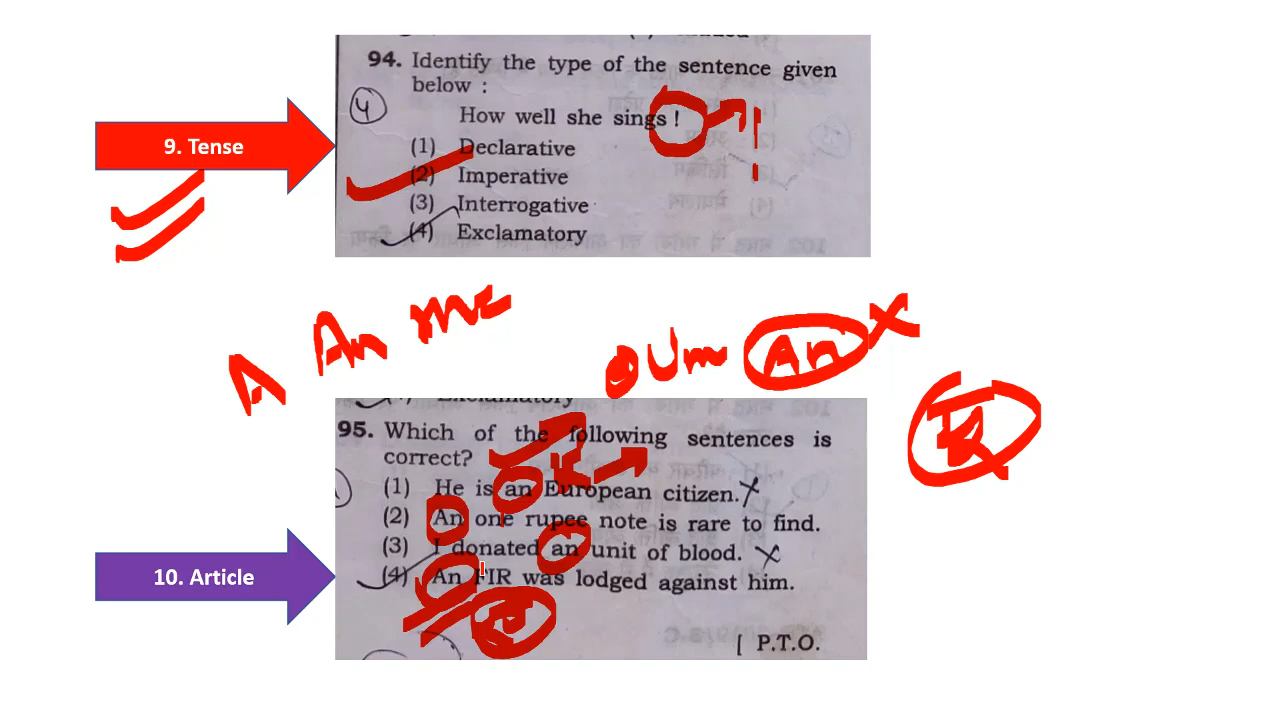 94. Identify the type of the sentence given
below :
(4)
How well she sings !
(1) Declarative
(2) Imperative
(3) Interrogative
(4) Exclamatory
9. Tense
A An
An X
95. Which of the following sentences is
correct?
(1) He is an European citizen.
(2) An one rupee note is rare to find.
(3) I donated an unit of blood.
(4) An FIR was lodged against him.
10. Article
[ P.T.O.